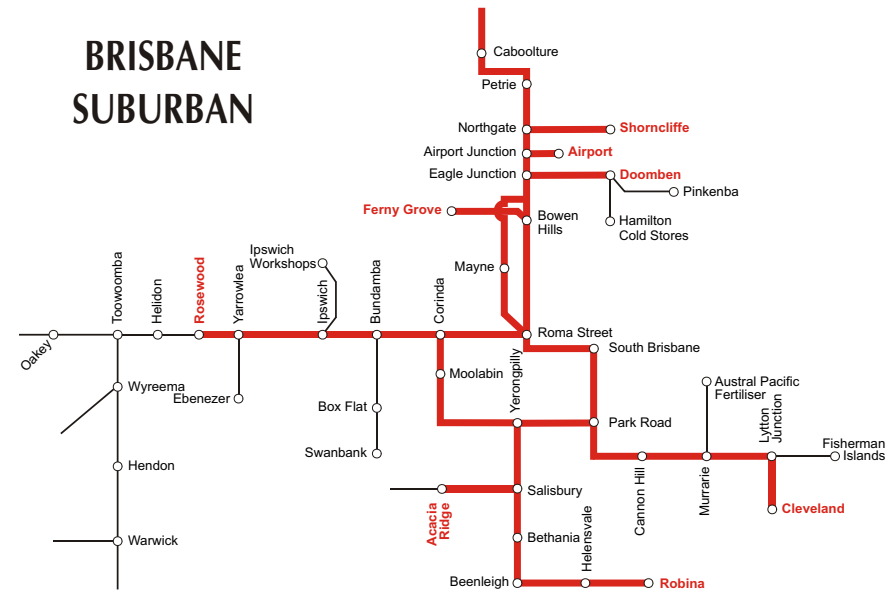 BRISBANE
SUBURBAN
Caboolture
Petrie
Northgate
Shorncliffe
Airport Junction
Airport
Eagle Junction
Doomben
Pinkenba
Ferny Grove
Bowen
Hills
Hamilton
Cold Stores
Ipswich
Workshops
Mayne
Toowoomba
Helidon
Rosewood
Yarrowlea
Ipswich
Bundamba
Corinda
Roma Street
South Brisbane
Oakey
Wyreema
Ebenezer
Moolabin
Yerongpilly
Austral Pacific
Fertiliser
Box Flat
Park Road
Lytton
Junction
Swanbank
Fisherman
Islands
Hendon
Salisbury
Cannon Hill
Murrarie
Cleveland
Acacia
Ridge
Warwick
Bethania
Helensvale
Beenleigh
Robina